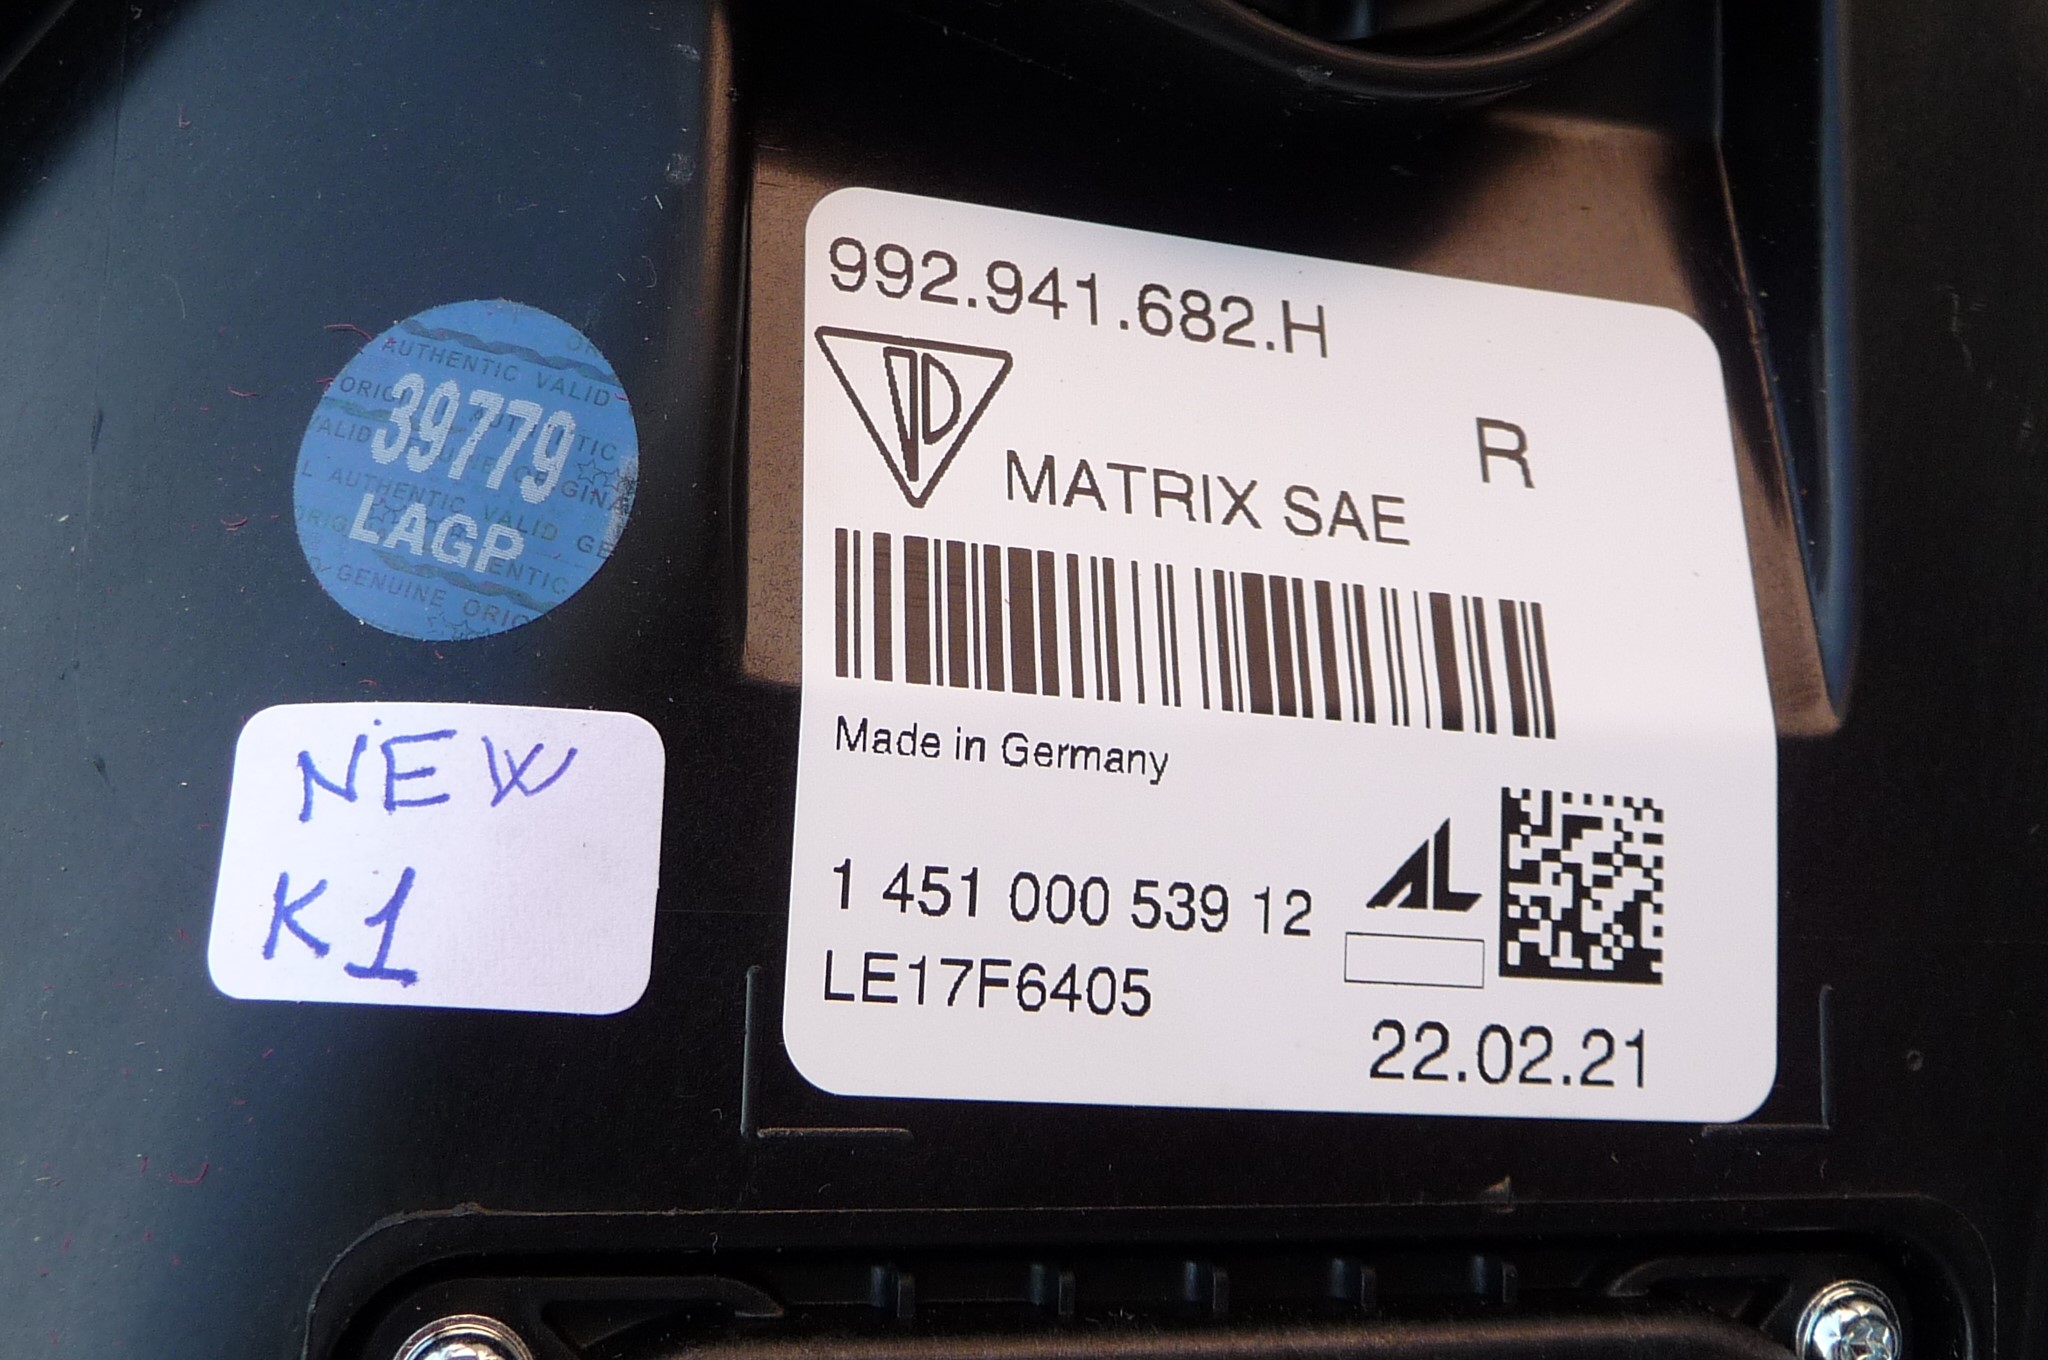 992.941.682.H
R
MATRIX SAE
Made in Germany
AL
1 451 000 539 12
LE17F6405
22.02.21
AUTHENTIC VALID
39779
LAGP
GENUINE
NEW
K1